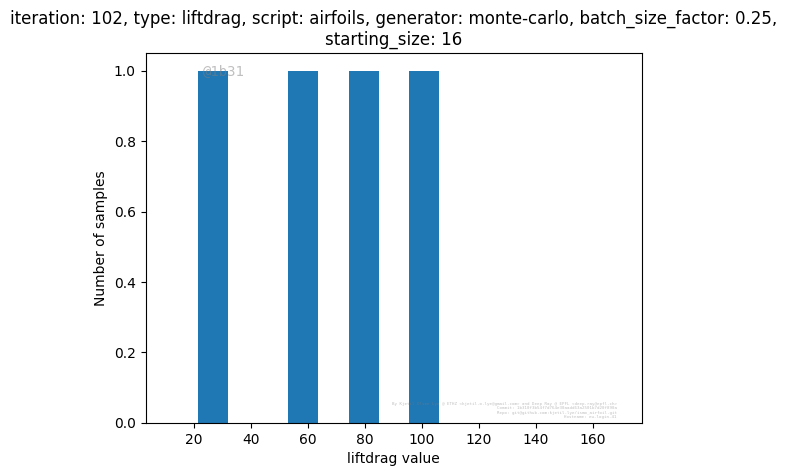 iteration: 102, type: liftdrag, script: airfoils, generator: monte-carlo, batch_size_factor: 0.25,
starting_size: 16
@1b31
1.0
0.8
0.6
0.4
0.2
0.0
Number of samples
20 40 60 80 100 120 140 160
liftdrag value